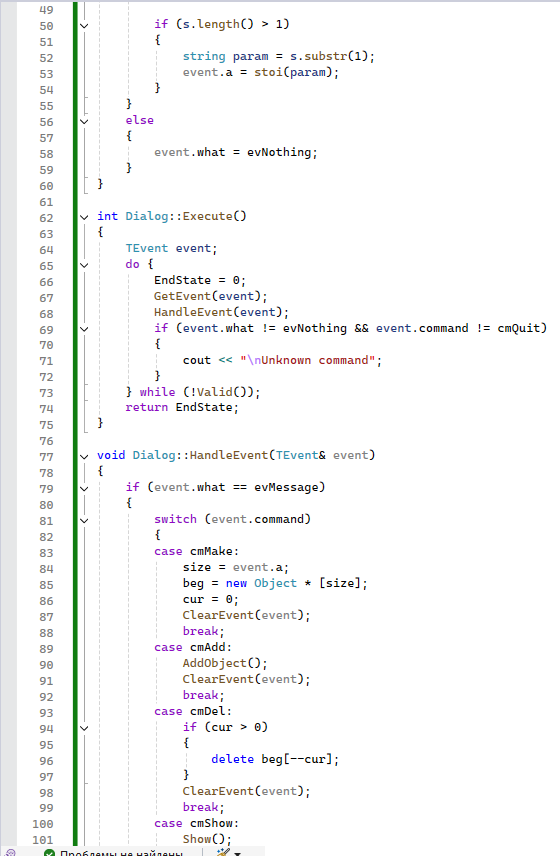 49
50 if (s.length() > 1)
51 {
52 string param = s.substr(1);
53 event.a = stoi(param);
54 }
55 }
56 else
57 {
58 event.what = evNothing;
59 }
60 }
61
62 int Dialog::Execute()
63 {
64 TEvent event;
65 do {
66 EndState = 0;
67 GetEvent(event);
68 HandleEvent(event);
69 if (event.what != evNothing && event.command != cmQuit)
70 {
71 cout << "\nUnknown command";
72 }
73 } while (!Valid());
74 return EndState;
75 }
76
77 void Dialog::HandleEvent(TEvent& event)
78 {
79 if (event.what == evMessage)
80 {
81 switch (event.command)
82 {
83 case cmMake:
84 size = event.a;
85 beg = new Object * [size];
86 cur = 0;
87 ClearEvent(event);
88 break;
89 case cmAdd:
90 AddObject();
91 ClearEvent(event);
92 break;
93 case cmDel:
94 if (cur > 0)
95 {
96 delete beg[--cur];
97 }
98 ClearEvent(event);
99 break;
100 case cmShow:
101 Show();
Проблемы не найдены